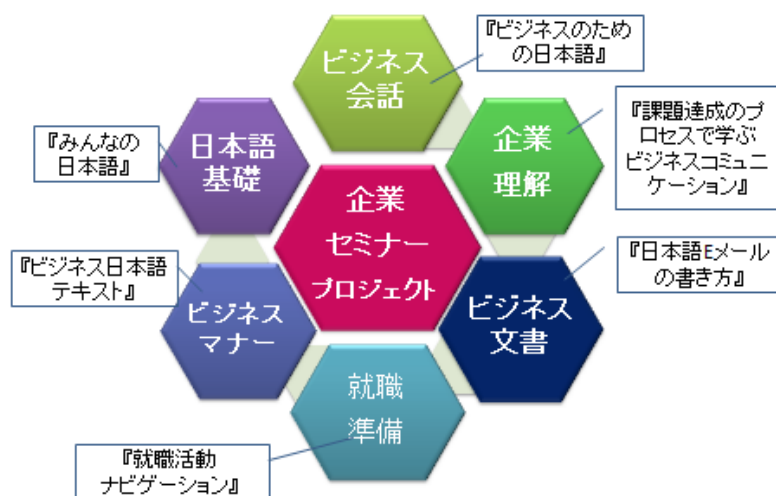 『ビジネスのため
の日本語』
ビジネス
会話
『課題達成のプ
ロセスで学ぶ
ビジネスコミュニ
ケーション』
企業
理解
『みんなの
日本語』
日本語
基礎
企業
セミナー
プロジェクト
『日本語Eメール
の書き方』
ビジネス
文書
『ビジネス日本語
テキスト』
ビジネス
マナー
就職
準備
『就職活動
ナビゲーション』